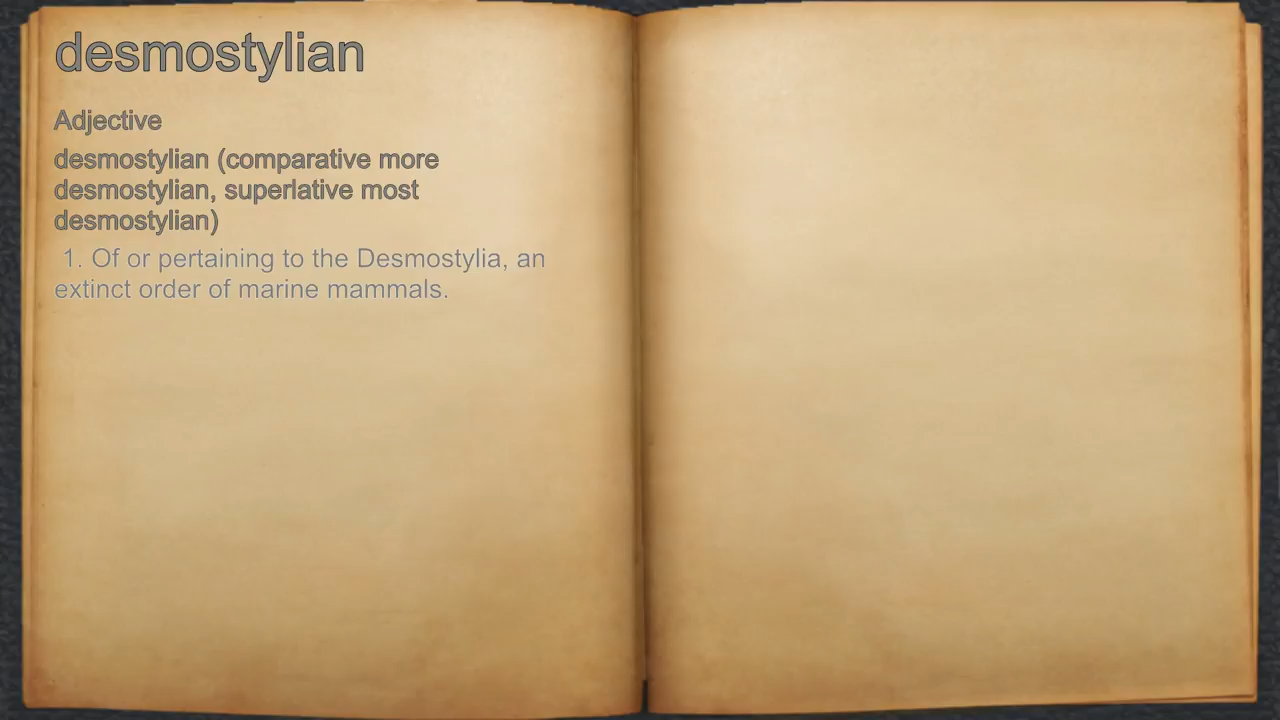 desmostylian
Adjective
desmostylian (comparative more
desmostylian, superlative most
desmostylian)
1. Of or pertaining to the Desmostylia, an
extinct order of marine mammals.